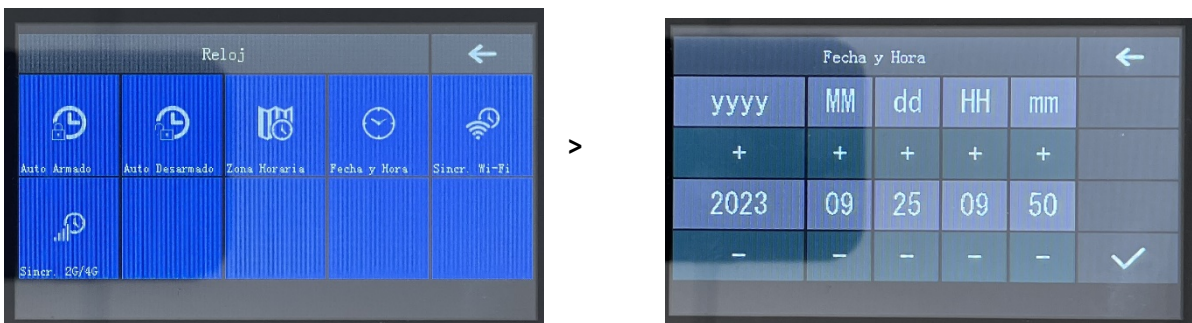 Reloj
Auto Armado
Auto Desarmado
Zona Horaria
Fecha y Hora
Sincr. Wi-Fi
Sincr. 2G/4G
>
Fecha y Hora
yyyy MM dd HH mm
+ + + + +
2023 09 25 09 50
- - - - -